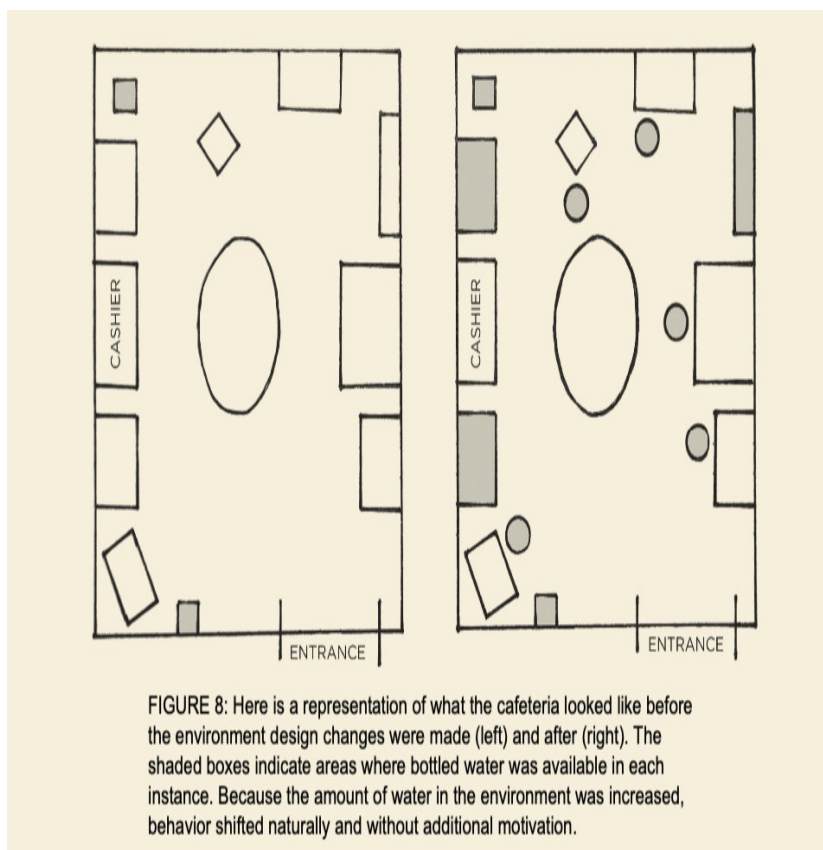 CASHIER
ENTRANCE
CASHIER
ENTRANCE
FIGURE 8: Here is a representation of what the cafeteria looked like before
the environment design changes were made (left) and after (right). The
shaded boxes indicate areas where bottled water was available in each
instance. Because the amount of water in the environment was increased,
behavior shifted naturally and without additional motivation.